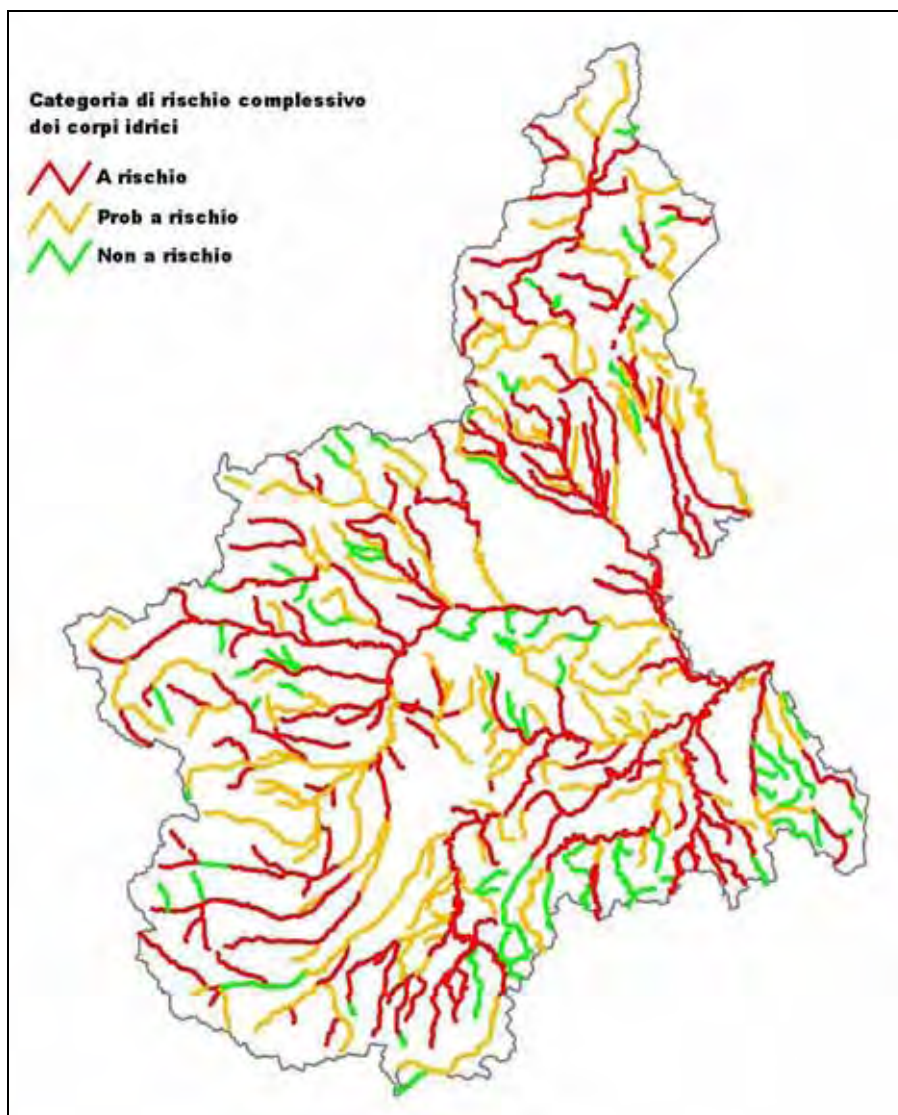 Categoria di rischio complessivo
dei corpi idrici
A rischio
Prob a rischio
Non a rischio